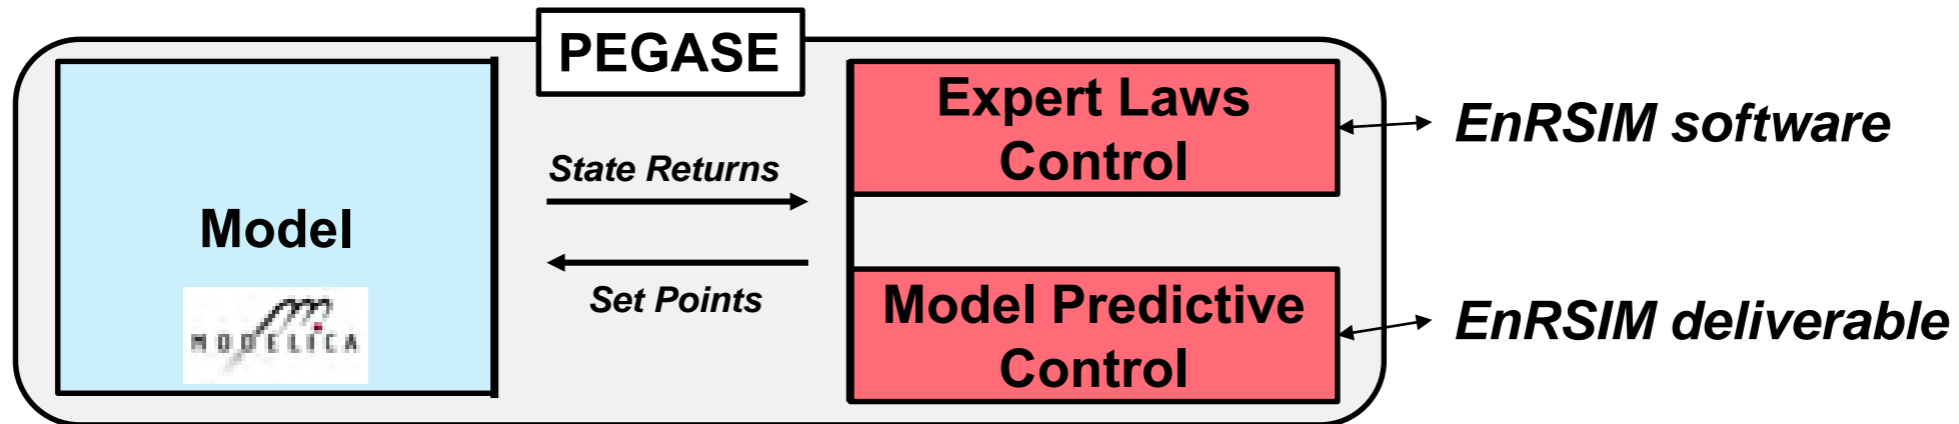 PEGASE
Model
MODELICA
State Returns
Set Points
Expert Laws
Control
Model Predictive
Control
EnRSIM software
EnRSIM deliverable